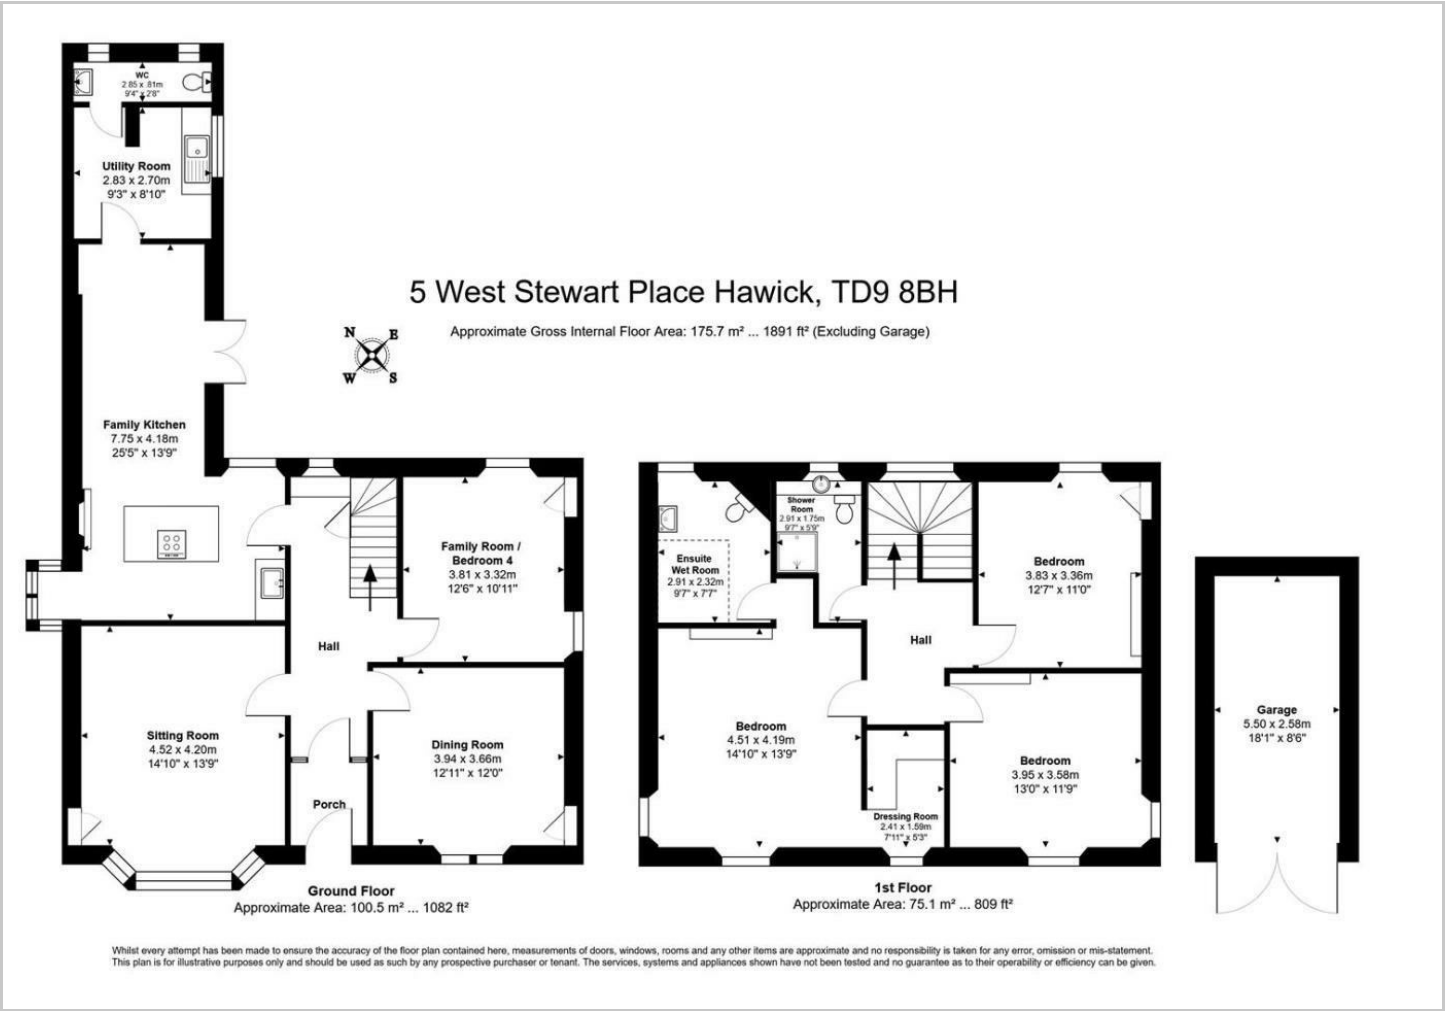 WC
2.85 x .81m
9'4" x 2'8"
Utility Room
2.83 x 2.70m
9'3" x 8'10"
5 West Stewart Place Hawick, TD9 8BH
Approximate Gross Internal Floor Area: 175.7 m² ... 1891 ft² (Excluding Garage)
N E
W S
Family Kitchen
7.75 x 4.18m
25'5" x 13'9"
Family Room /
Bedroom 4
3.81 x 3.32m
12'6" x 10'11"
Hall
Sitting Room
4.52 x 4.20m
14'10" x 13'9"
Dining Room
3.94 x 3.66m
12'11" x 12'0"
Porch
Ground Floor
Approximate Area: 100.5 m² ... 1082 ft²
Shower
Room
2.91 x 1.75m
9'7" x 5'9"
Ensuite
Wet Room
2.91 x 2.32m
9'7" x 7'7"
Bedroom
3.83 x 3.36m
12'7" x 11'0"
Hall
Bedroom
4.51 x 4.19m
14'10" x 13'9"
Bedroom
3.95 x 3.58m
13'0" x 11'9"
Dressing Room
2.41 x 1.59m
7'11" x 5'3"
1st Floor
Approximate Area: 75.1 m² ... 809 ft²
Garage
5.50 x 2.58m
18'1" x 8'6"
Whilst every attempt has been made to ensure the accuracy of the floor plan contained here, measurements of doors, windows, rooms and any other items are approximate and no responsibility is taken for any error, omission or mis-statement.
This plan is for illustrative purposes only and should be used as such by any prospective purchaser or tenant. The services, systems and appliances shown have not been tested and no guarantee as to their operability or efficiency can be given.